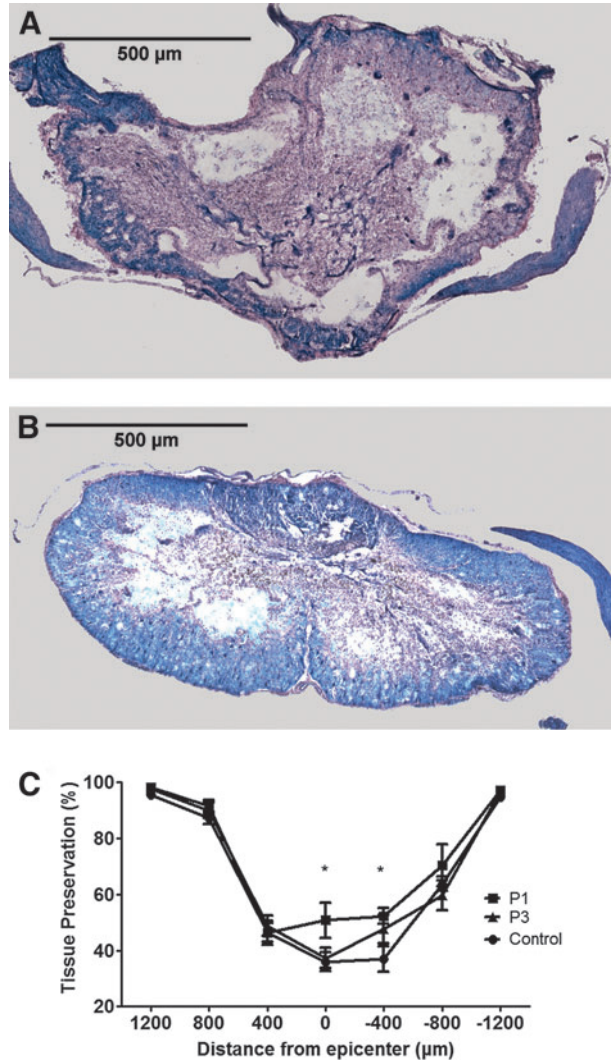 A
500 µm
B
500 µm
C
Tissue Preservation (%)
100
80
60
40
20
* *
P1
P3
Control
1200 800 400 0 -400 -800 -1200
Distance from epicenter (µm)